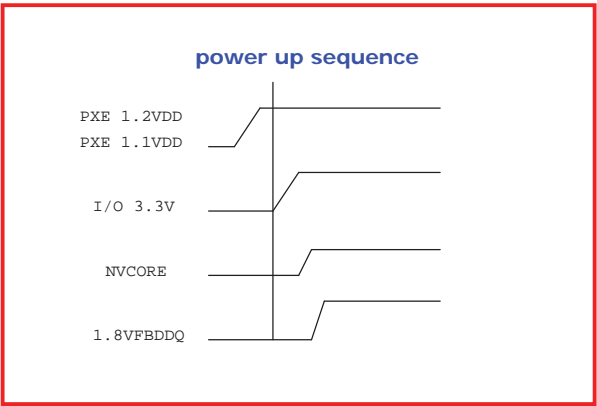 power up sequence
PXE 1.2VDD
PXE 1.1VDD
I/O 3.3V
NVCORE
1.8VFBDDQ